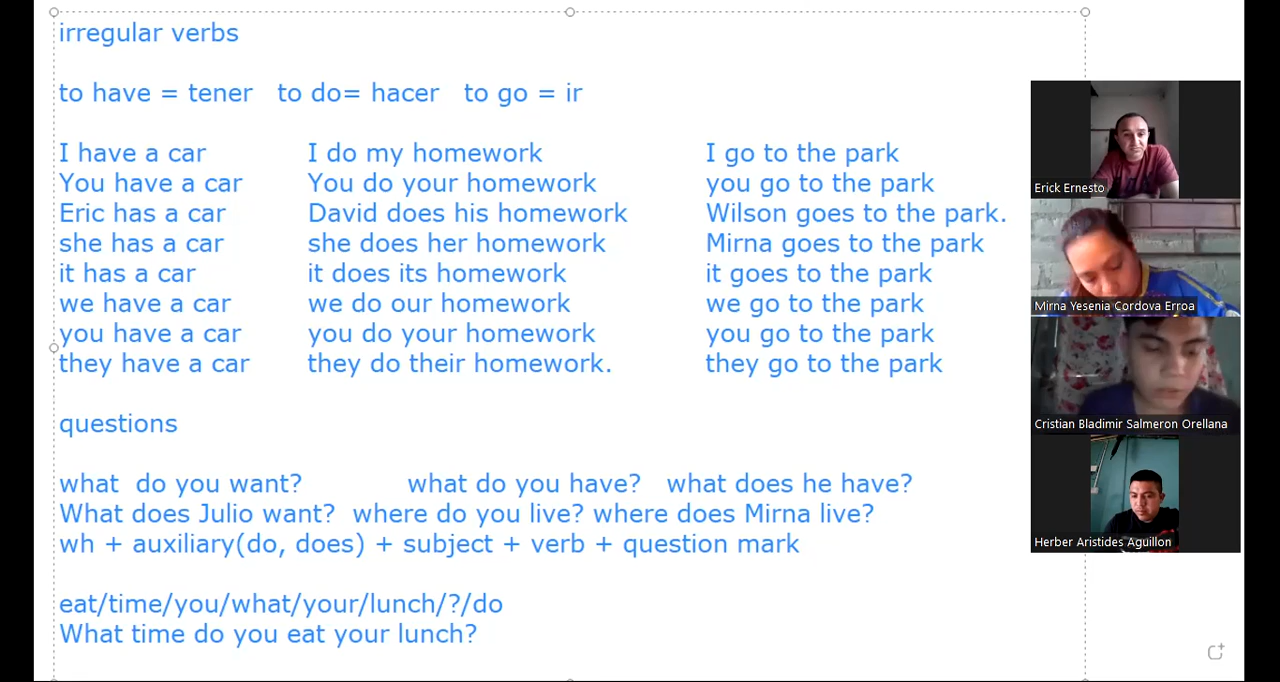 irregular verbs
to have = tener   to do= hacer   to go = ir
I have a car   I do my homework   I go to the park
You have a car   You do your homework   you go to the park
Eric has a car   David does his homework   Wilson goes to the park.
she has a car   she does her homework   Mirna goes to the park
it has a car   it does its homework   it goes to the park
we have a car   we do our homework   we go to the park
you have a car   you do your homework   you go to the park
they have a car   they do their homework.   they go to the park
questions
what  do you want?   what do you have?   what does he have?
What does Julio want?  where do you live? where does Mirna live?
wh + auxiliary(do, does) + subject + verb + question mark
eat/time/you/what/your/lunch/?/do
What time do you eat your lunch?
Erick Ernesto
Mirna Yesenia Cordova Erroa
Cristian Bladimir Salmeron Orellana
Herber Aristides Aguillon